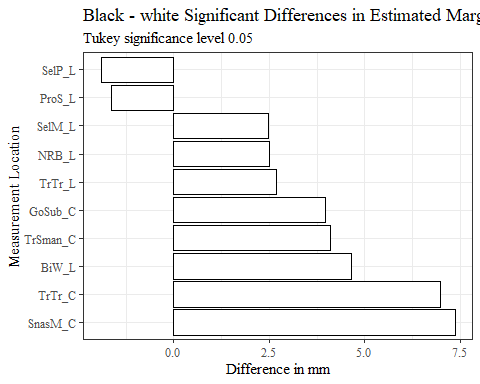 Black - white Significant Differences in Estimated Marg
Tukey significance level 0.05
Measurement Location
SelP_L
ProS_L
SelM_L
NRB_L
TrTr_L
GoSub_C
TrSman_C
BiW_L
TrTr_C
SnasM_C
0.0 2.5 5.0 7.5
Difference in mm